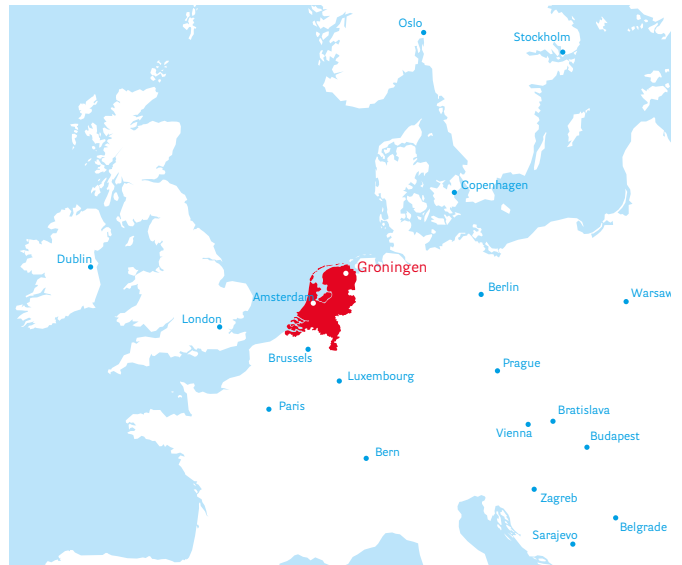 Oslo
Stockholm
Copenhagen
Dublin
Groningen
Berlin
Amsterdam
Warsaw
London
Brussels
Prague
Luxembourg
Paris
Bratislava
Vienna
Budapest
Bern
Zagreb
Belgrade
Sarajevo